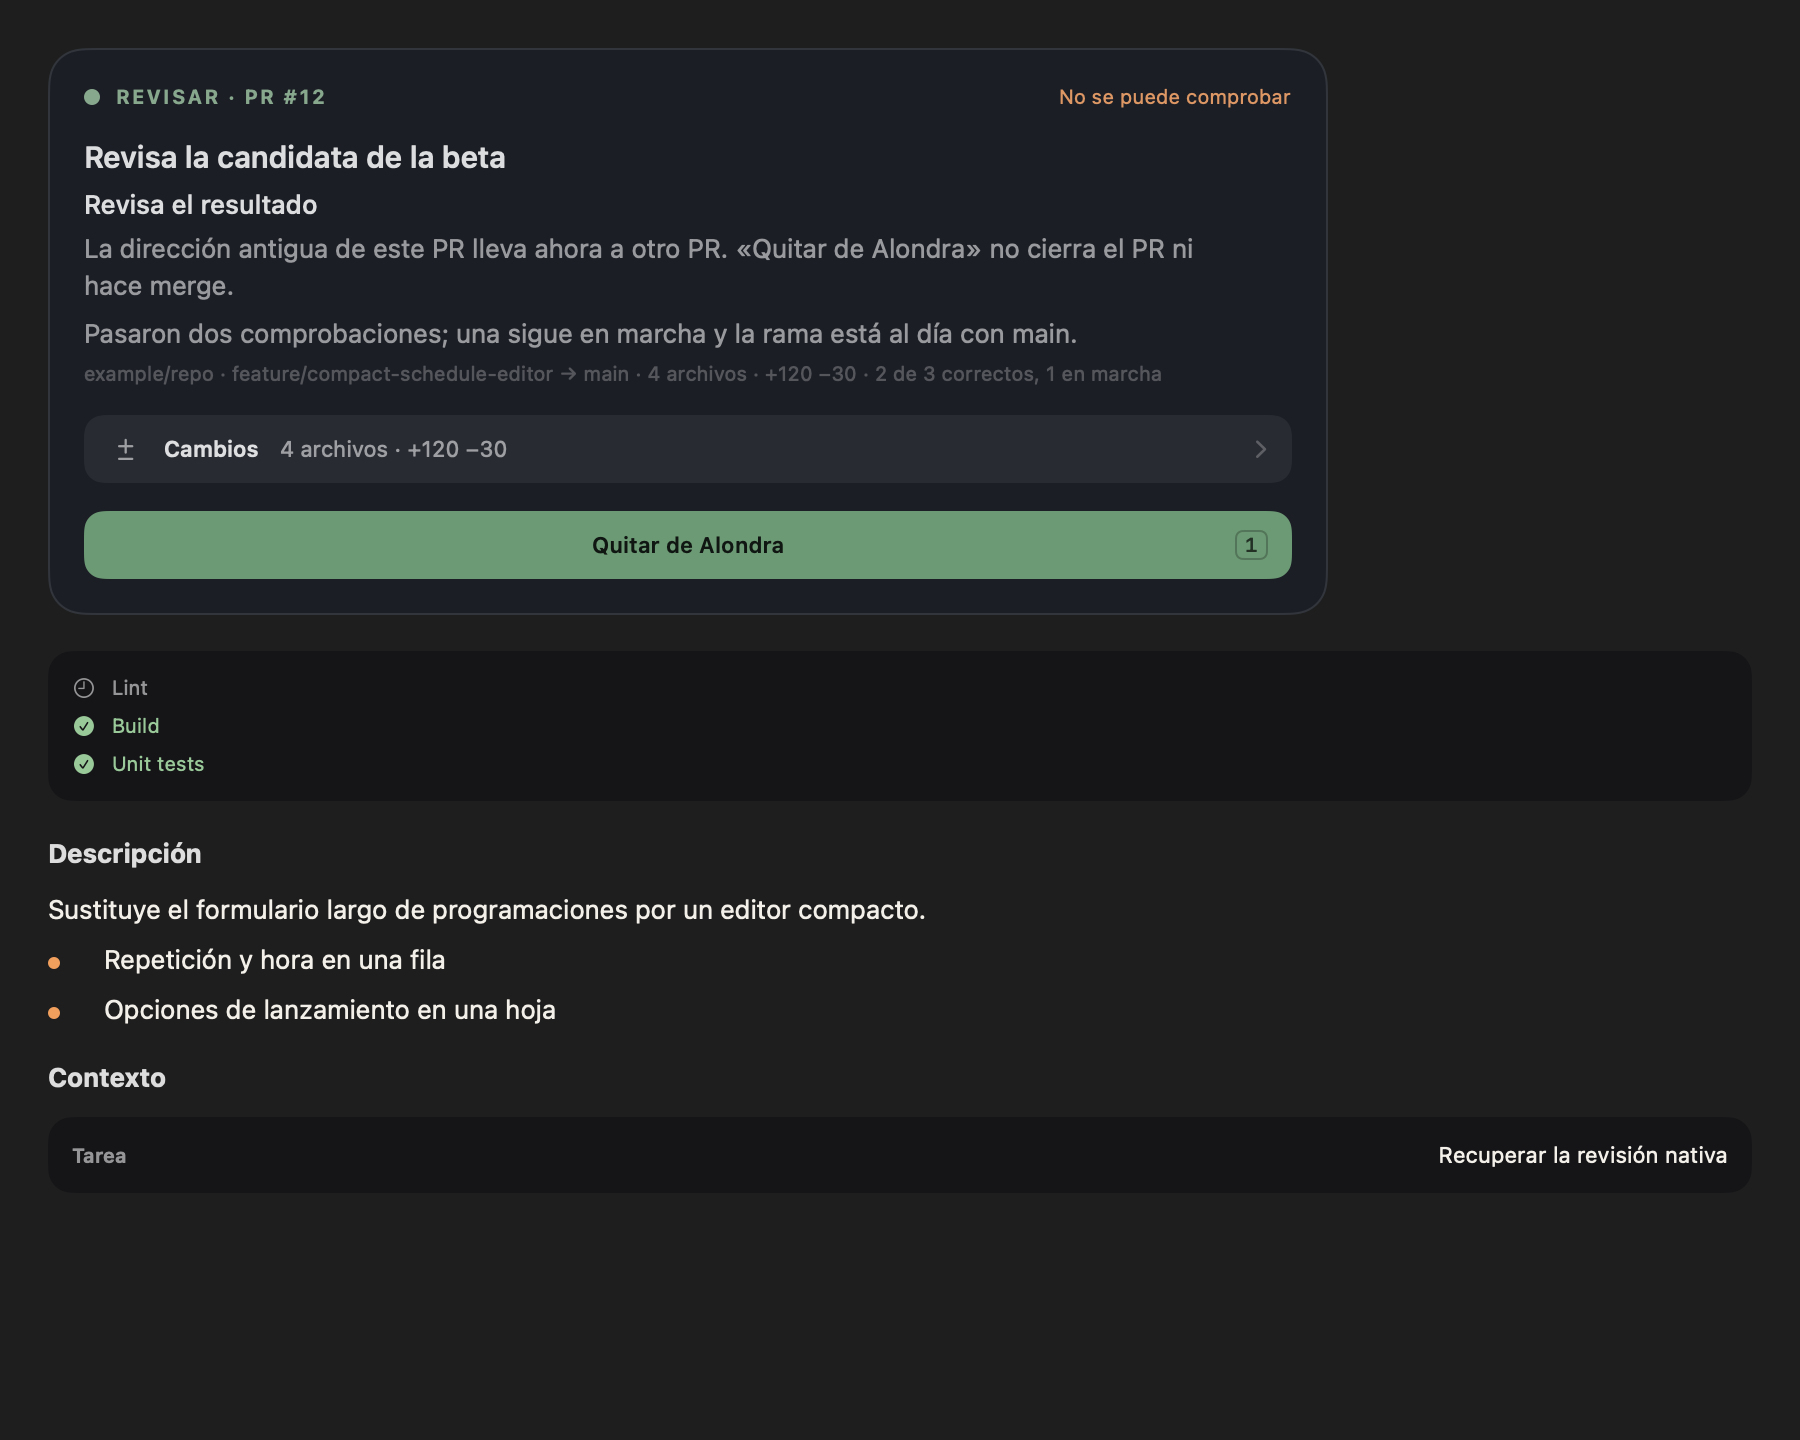 REVISAR · PR #12
No se puede comprobar
Revisa la candidata de la beta
Revisa el resultado
La dirección antigua de este PR lleva ahora a otro PR. «Quitar de Alondra» no cierra el PR ni
hace merge.
Pasaron dos comprobaciones; una sigue en marcha y la rama está al día con main.
example/repo · feature/compact-schedule-editor → main · 4 archivos · +120 −30 · 2 de 3 correctos, 1 en marcha
± Cambios 4 archivos · +120 −30
Quitar de Alondra 1
Lint
Build
Unit tests
Descripción
Sustituye el formulario largo de programaciones por un editor compacto.
Repetición y hora en una fila
Opciones de lanzamiento en una hoja
Contexto
Tarea
Recuperar la revisión nativa